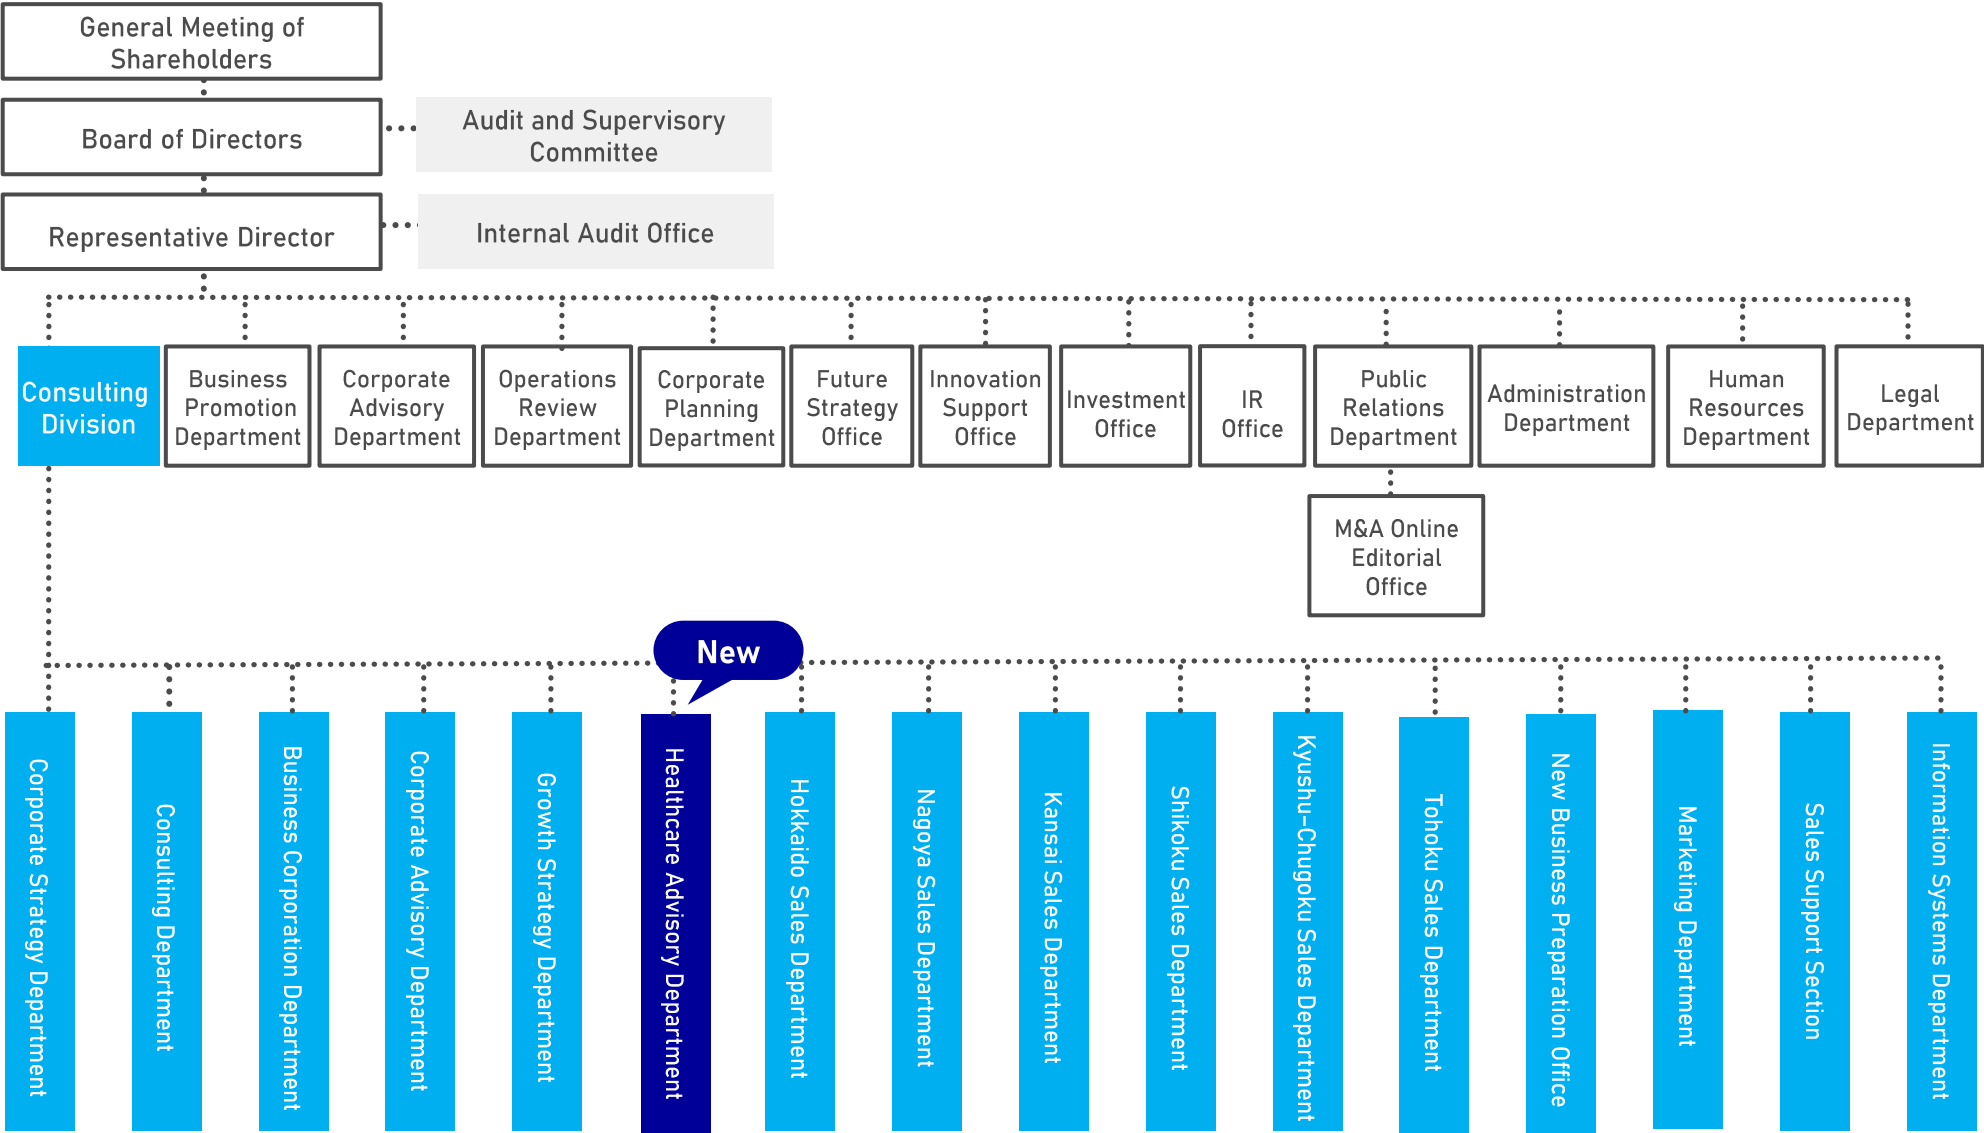 General Meeting of
Shareholders
Board of Directors
Audit and Supervisory
Committee
Representative Director
Internal Audit Office
Consulting
Division
Business
Promotion
Department
Corporate
Advisory
Department
Operations
Review
Department
Corporate
Planning
Department
Future
Strategy
Office
Innovation
Support
Office
Investment
Office
IR
Office
Public
Relations
Department
Administration
Department
Human
Resources
Department
Legal
Department
M&A Online
Editorial
Office
New
Corporate Strategy Department
Consulting Department
Business Corporation Department
Corporate Advisory Department
Growth Strategy Department
Healthcare Advisory Department
Hokkaido Sales Department
Nagoya Sales Department
Kansai Sales Department
Shikoku Sales Department
Kyushu-Chugoku Sales Department
Tohoku Sales Department
New Business Preparation Office
Marketing Department
Sales Support Section
Information Systems Department